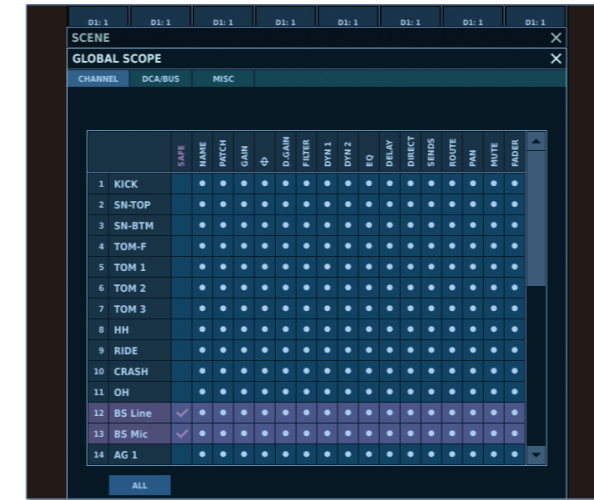 D1: 1 D1: 1 D1: 1 D1: 1 D1: 1 D1: 1 D1: 1 D1: 1
SCENE
GLOBAL SCOPE
CHANNEL DCA/BUS MISC
SAFE NAME PATCH GAIN Φ D.GAIN FILTER DYN 1 DYN 2 EQ DELAY DIRECT SENDS ROUTE PAN MUTE FADER
1 KICK
2 SN-TOP
3 SN-BTM
4 TOM-F
5 TOM 1
6 TOM 2
7 TOM 3
8 HH
9 RIDE
10 CRASH
11 OH
12 BS Line
13 BS Mic
14 AG 1
ALL